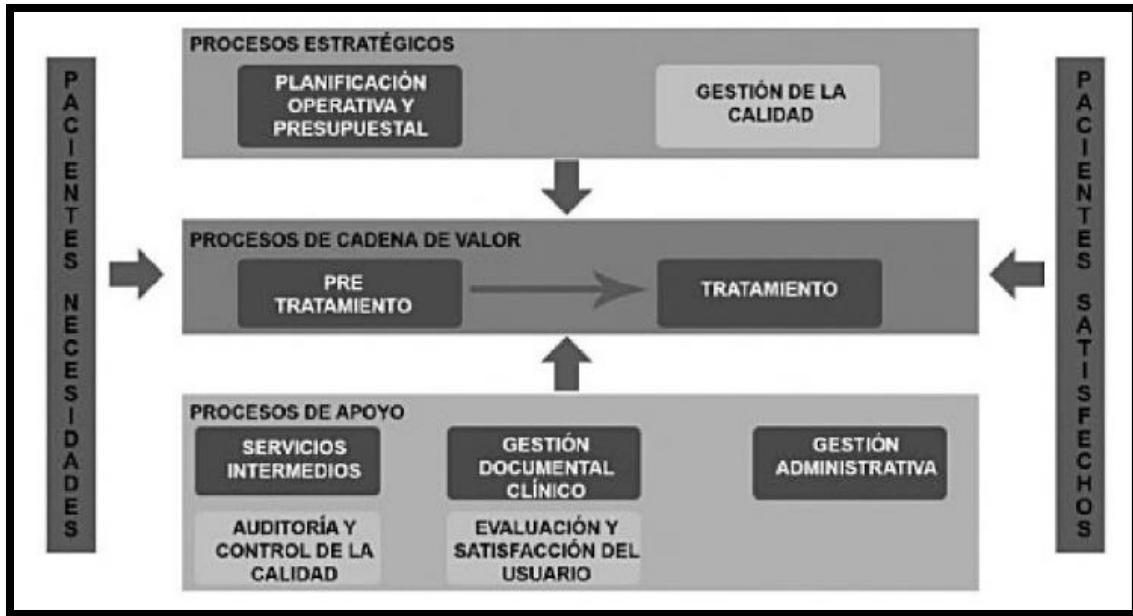 PACIENTES NECESIDADES
PROCESOS ESTRATÉGICOS
PLANIFICACIÓN
OPERATIVA Y
PRESUPUESTAL
GESTIÓN DE LA
CALIDAD
PROCESOS DE CADENA DE VALOR
PRE
TRATAMIENTO
TRATAMIENTO
PROCESOS DE APOYO
SERVICIOS
INTERMEDIOS
GESTIÓN
DOCUMENTAL
CLÍNICO
GESTIÓN
ADMINISTRATIVA
AUDITORÍA Y
CONTROL DE LA
CALIDAD
EVALUACIÓN Y
SATISFACCIÓN DEL
USUARIO
PACIENTES SATISFECHOS